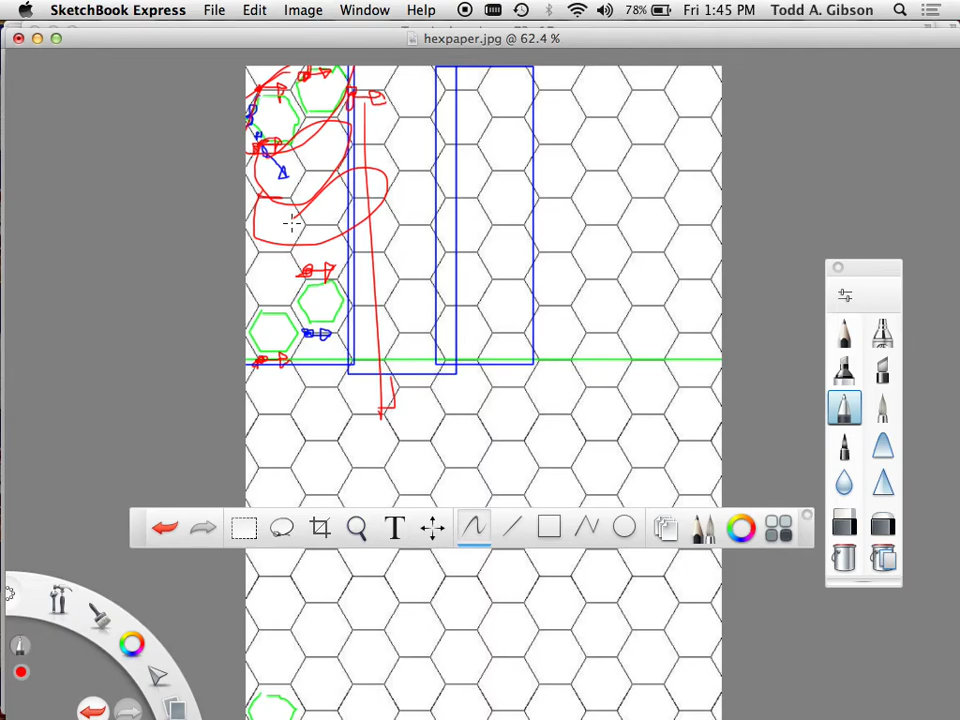 SketchBook Express File Edit Image Window Help 78% Fri 1:45 PM Todd A. Gibson
hexpaper.jpg @ 62.4 %
T